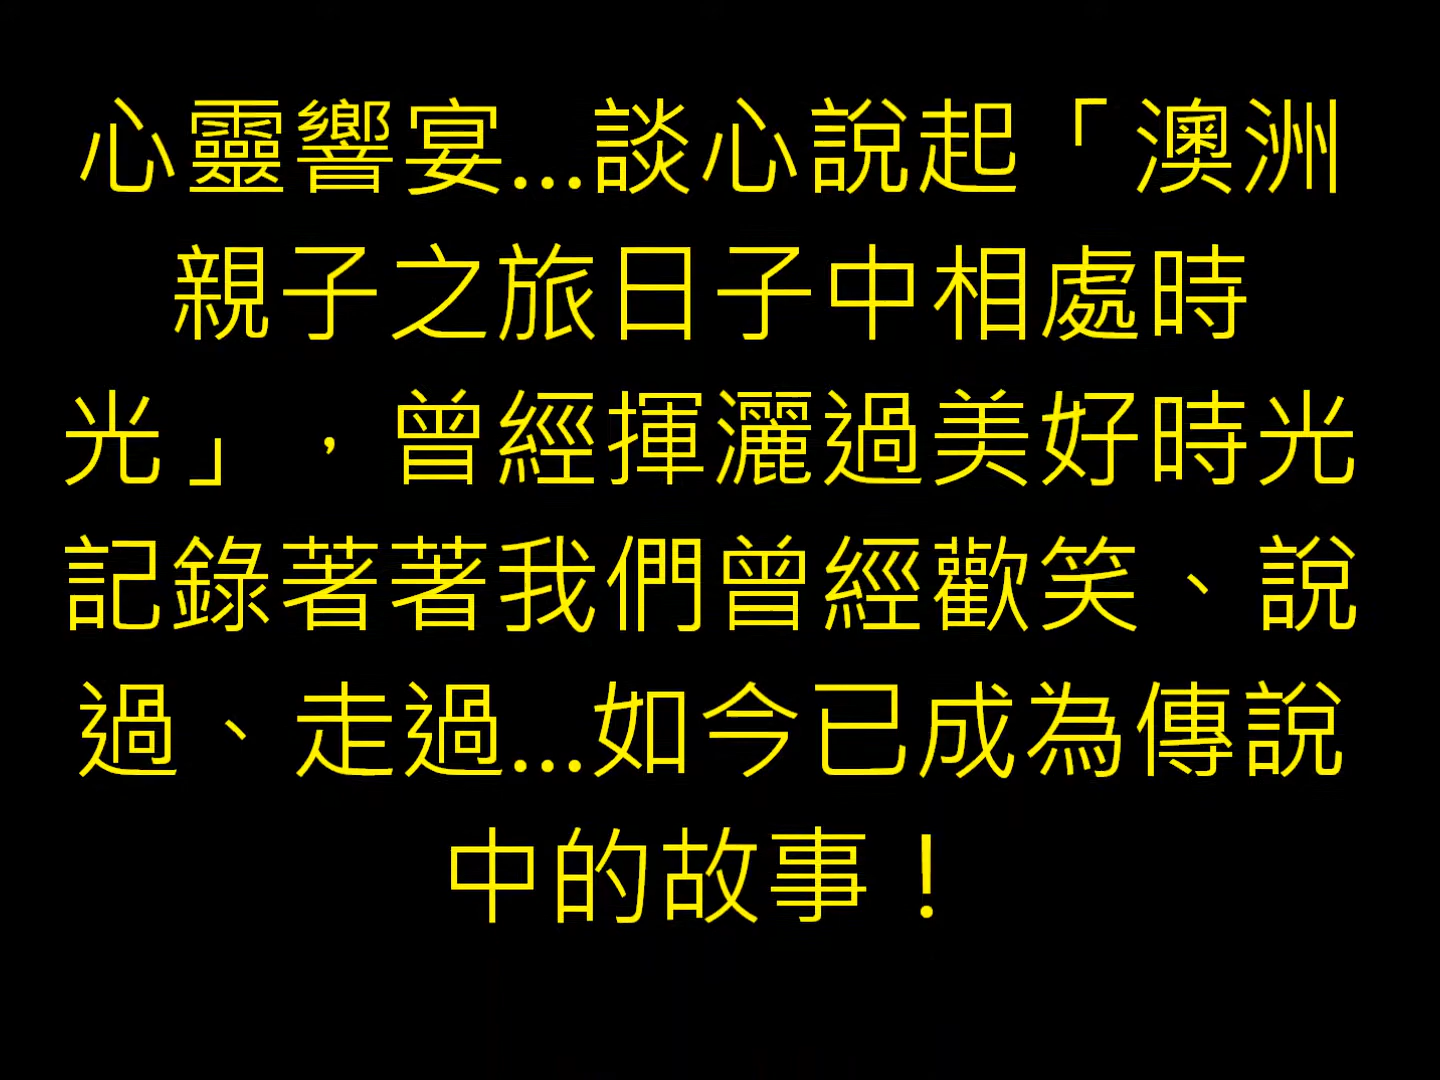 心靈響宴...談心說起「澳洲
親子之旅日子中相處時
光」，曾經揮灑過美好時光
記錄著著我們曾經歡笑、說
過、走過...如今已成為傳說
中的故事！